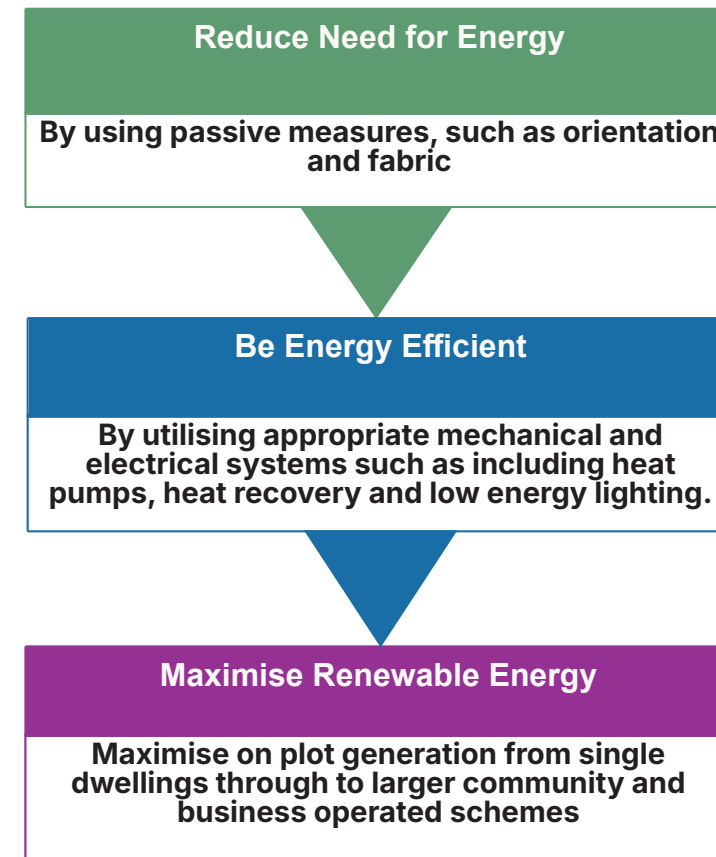 Reduce Need for Energy
By using passive measures, such as orientation
and fabric
Be Energy Efficient
By utilising appropriate mechanical and
electrical systems such as including heat
pumps, heat recovery and low energy lighting.
Maximise Renewable Energy
Maximise on plot generation from single
dwellings through to larger community and
business operated schemes